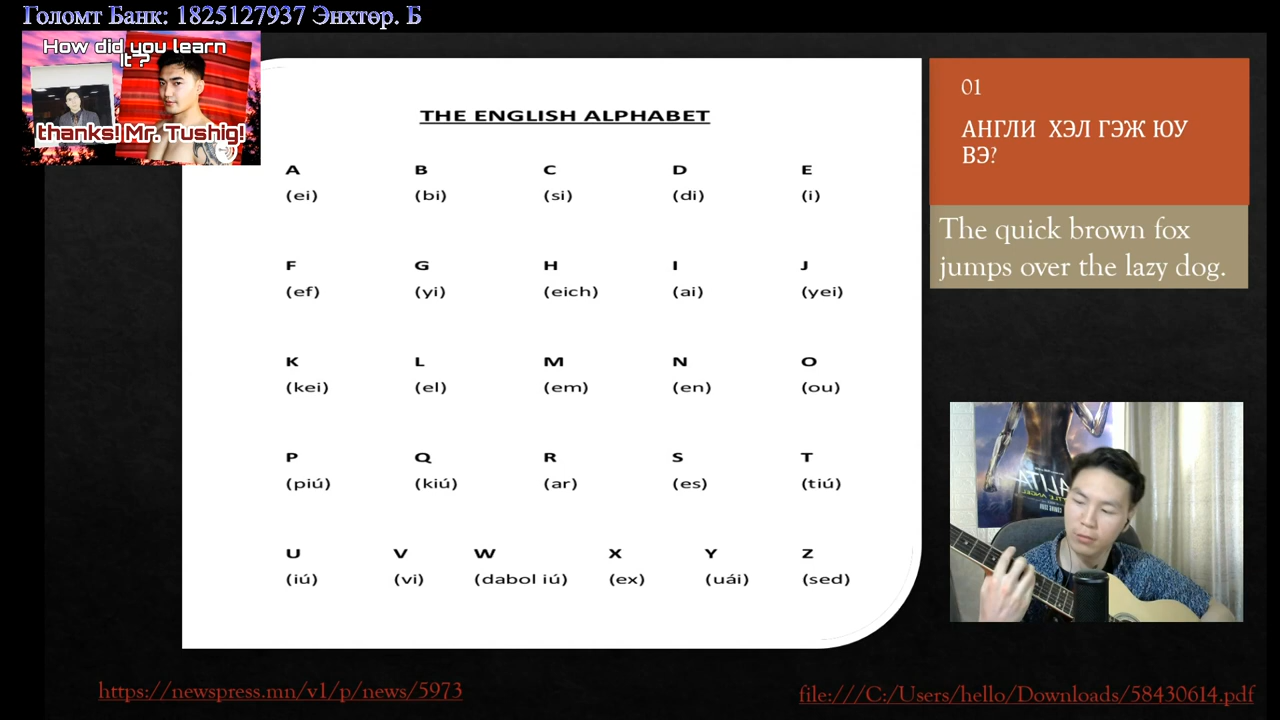 Голомт Банк: 1825127937 Энхтөр. Б
How did you learn
It ?
thanks! Mr. Tushig!
THE ENGLISH ALPHABET
A B C D E
(ei) (bi) (si) (di) (i)
F G H I J
(ef) (yi) (eich) (ai) (yei)
K L M N O
(kei) (el) (em) (en) (ou)
P Q R S T
(piú) (kiú) (ar) (es) (tiú)
U V W X Y Z
(iú) (vi) (dabol iú) (ex) (uái) (sed)
01
АНГЛИ ХЭЛ ГЭЖ ЮУ
ВЭ?
The quick brown fox
jumps over the lazy dog.
https://newspress.mn/v1/p/news/5973
file:///C:/Users/hello/Downloads/58430614.pdf